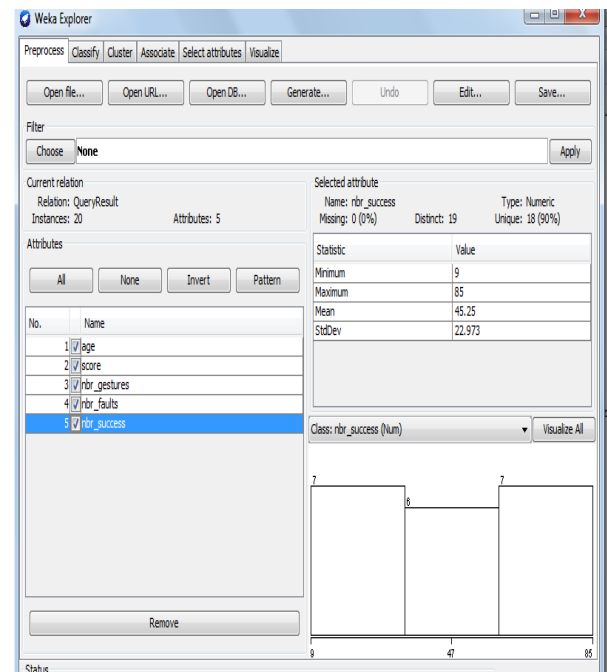 Weka Explorer
Preprocess Classify Cluster Associate Select attributes Visualize
Open file... Open URL... Open DB... Generate... Undo Edit... Save...
Filter
Choose None Apply
Current relation
Relation: QueryResult
Instances: 20 Attributes: 5
Selected attribute
Name: nbr_success Type: Numeric
Missing: 0 (0%) Distinct: 19 Unique: 18 (90%)
Statistic Value
Minimum 9
Maximum 85
Mean 45.25
StdDev 22.973
Attributes
All None Invert Pattern
No. Name
1 age
2 score
3 nbr_gestures
4 nbr_faults
5 nbr_success
Remove
Class: nbr_success (Num) Visualize All
7 6 7
9 47 85
Status